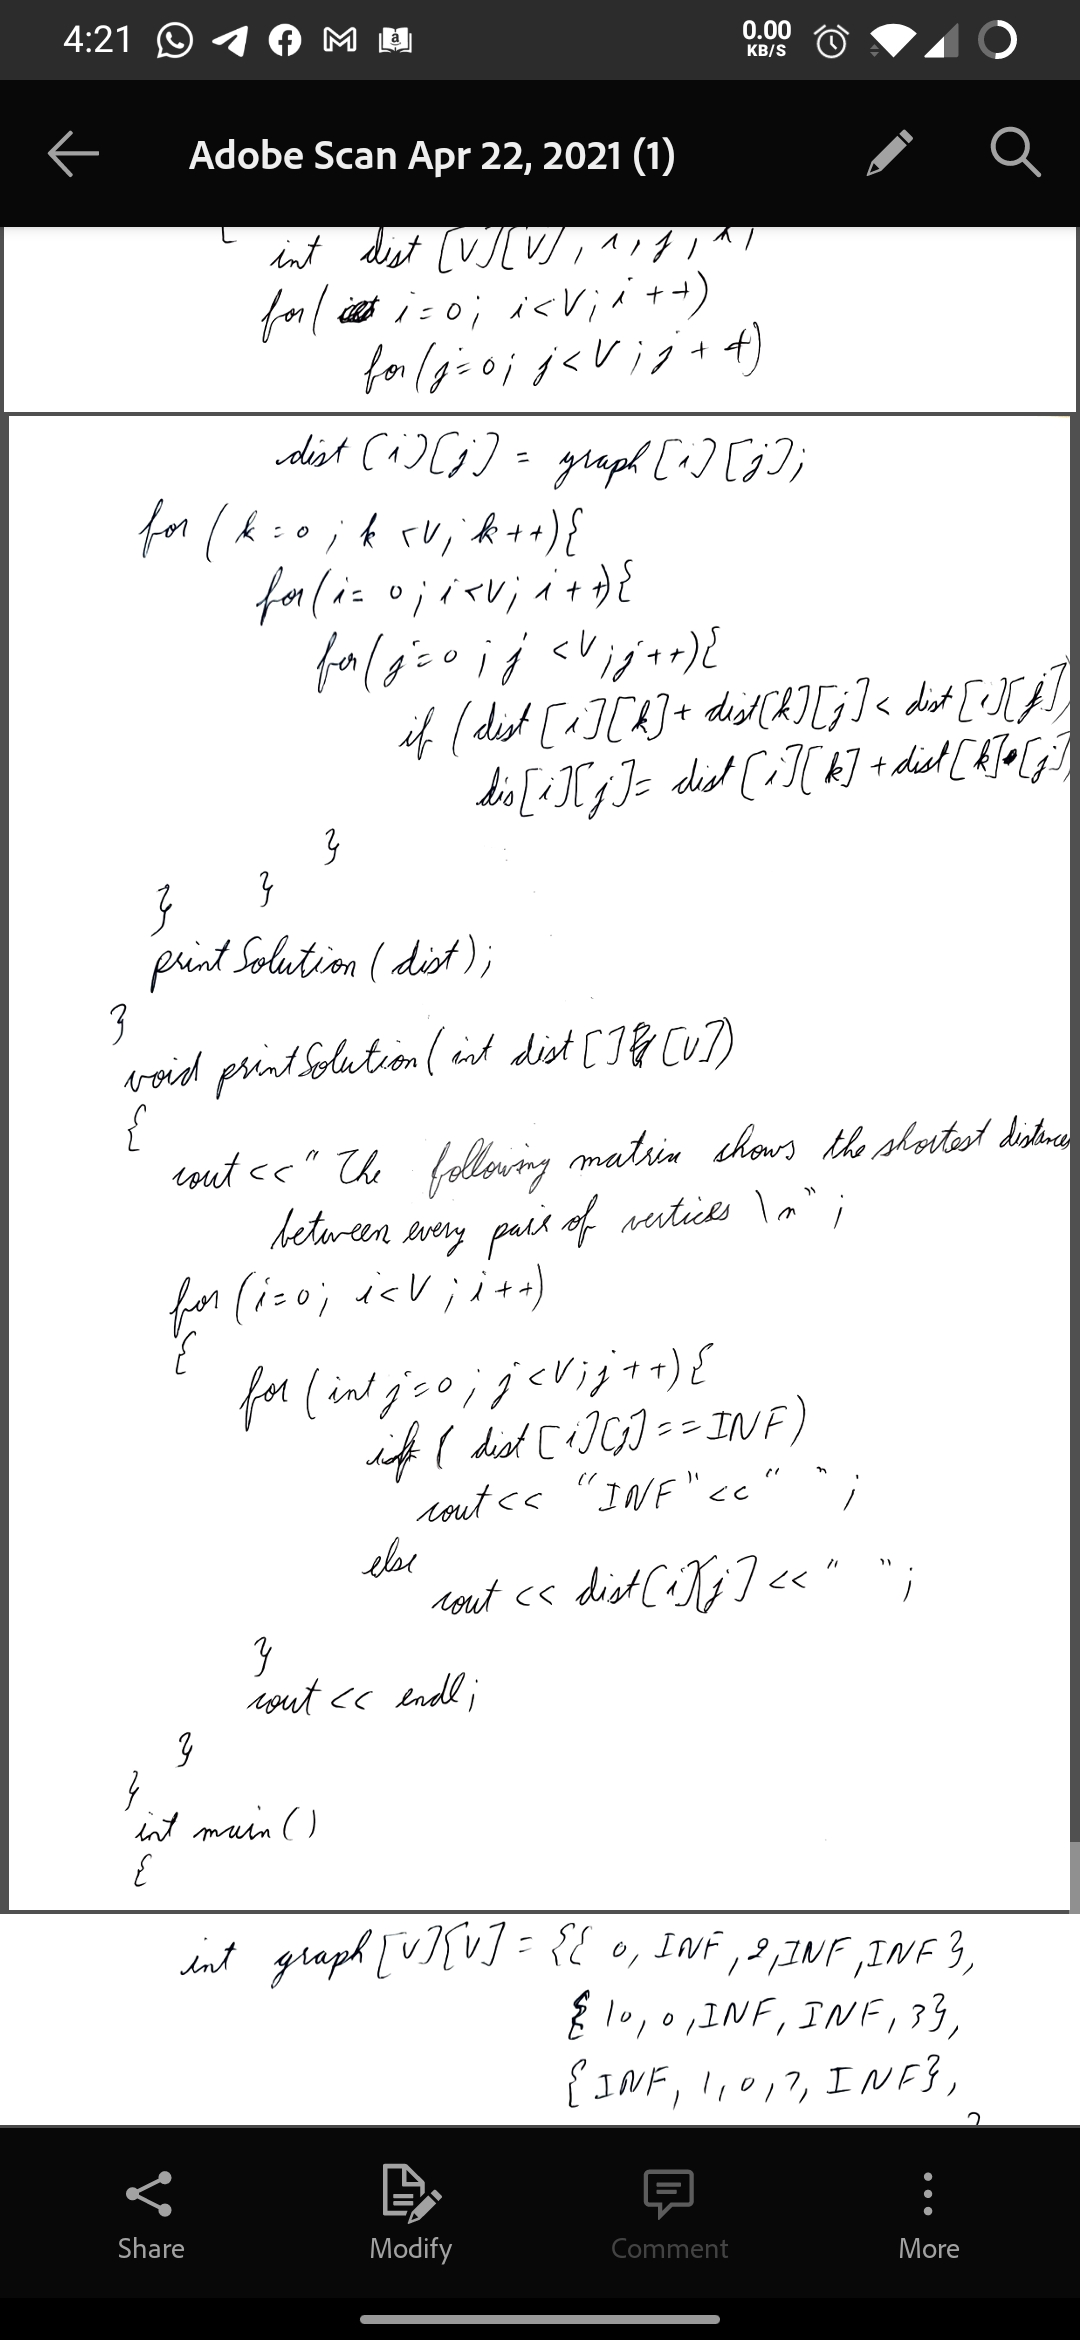 4:21
0.00
KB/S
Adobe Scan Apr 22, 2021 (1)
int dist [V][V], i, j, k;
for( i=0; i<V; i++)
for(j=0; j<V; j++)
dist [i][j] = graph[i][j];
for (k=0; k<V; k++){
for(i=0; i<V; i++){
for(j=0; j<V; j++){
if (dist [i][k]+ dist[k][j] < dist [i][j])
dis[i][j]= dist [i][k] + dist[k][j]
}
}
}
printSolution (dist);
}
void printSolution(int dist[][V])
{
cout <<" The following matrix shows the shortest distances
between every pair of vertices \n" ;
for (i=0; i<V; i++)
{
for (int j=0; j<V; j++){
if ( dist [i][j]==INF)
cout<< "INF"<<" ";
else
cout << dist[i][j] <<" ";
}
cout << endl;
}
}
int main()
{
int graph[V][V] = {{ 0, INF, 2, INF, INF },
{ 10, 0, INF, INF, 3},
{ INF, 1, 0, 7, INF},
Share
Modify
Comment
More